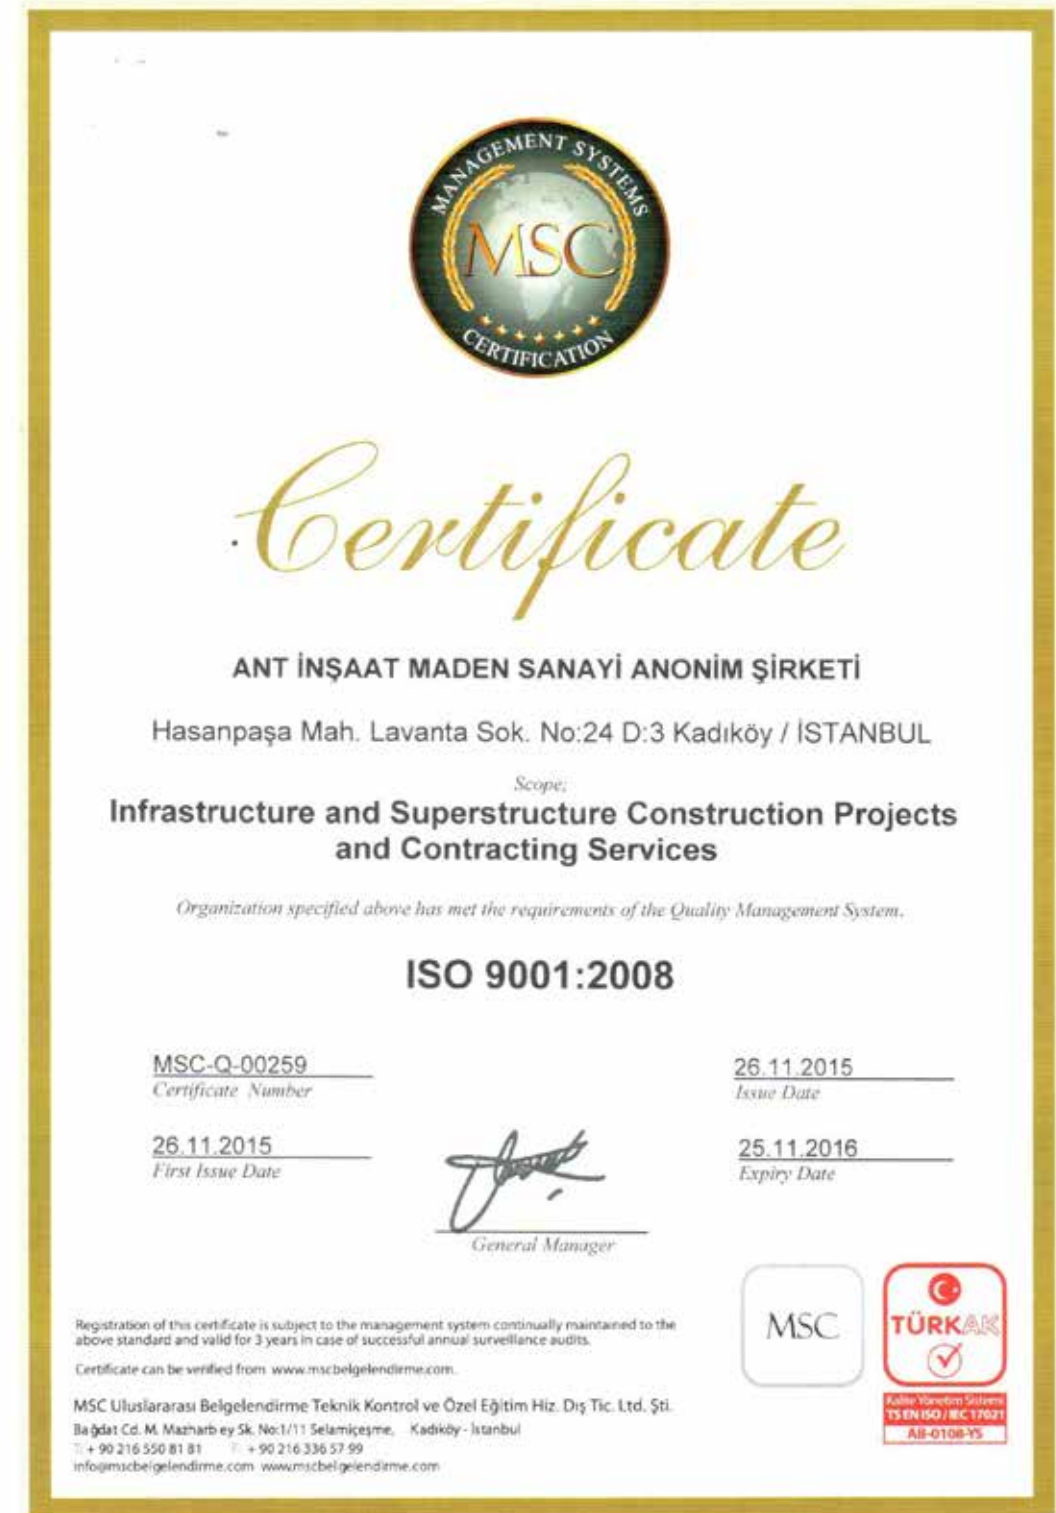 MANAGEMENT SYSTEMS
MSC
CERTIFICATION
Certificate
ANT İNŞAAT MADEN SANAYİ ANONİM ŞİRKETİ
Hasanpaşa Mah. Lavanta Sok. No:24 D:3 Kadıköy / İSTANBUL
Scope;
Infrastructure and Superstructure Construction Projects
and Contracting Services
Organization specified above has met the requirements of the Quality Management System.
ISO 9001:2008
MSC-Q-00259
Certificate Number
26.11.2015
Issue Date
26.11.2015
First Issue Date
25.11.2016
Expiry Date
General Manager
Registration of this certificate is subject to the management system continually maintained to the
above standard and valid for 3 years in case of successful annual surveillance audits.
Certificate can be verified from www.mscbelgelendirme.com.
MSC Uluslararası Belgelendirme Teknik Kontrol ve Özel Eğitim Hiz. Dış Tic. Ltd. Şti.
Bağdat Cd. M. Mazharbey Sk. No:1/11 Selamiçeşme, Kadıköy - İstanbul
T: + 90 216 550 81 81 F: + 90 216 336 57 99
info@mscbelgelendirme.com www.mscbelgelendirme.com
MSC
TÜRKAK
Kalite Yönetim Sistemi
TS EN ISO / IEC 17021
AB-0108-YS